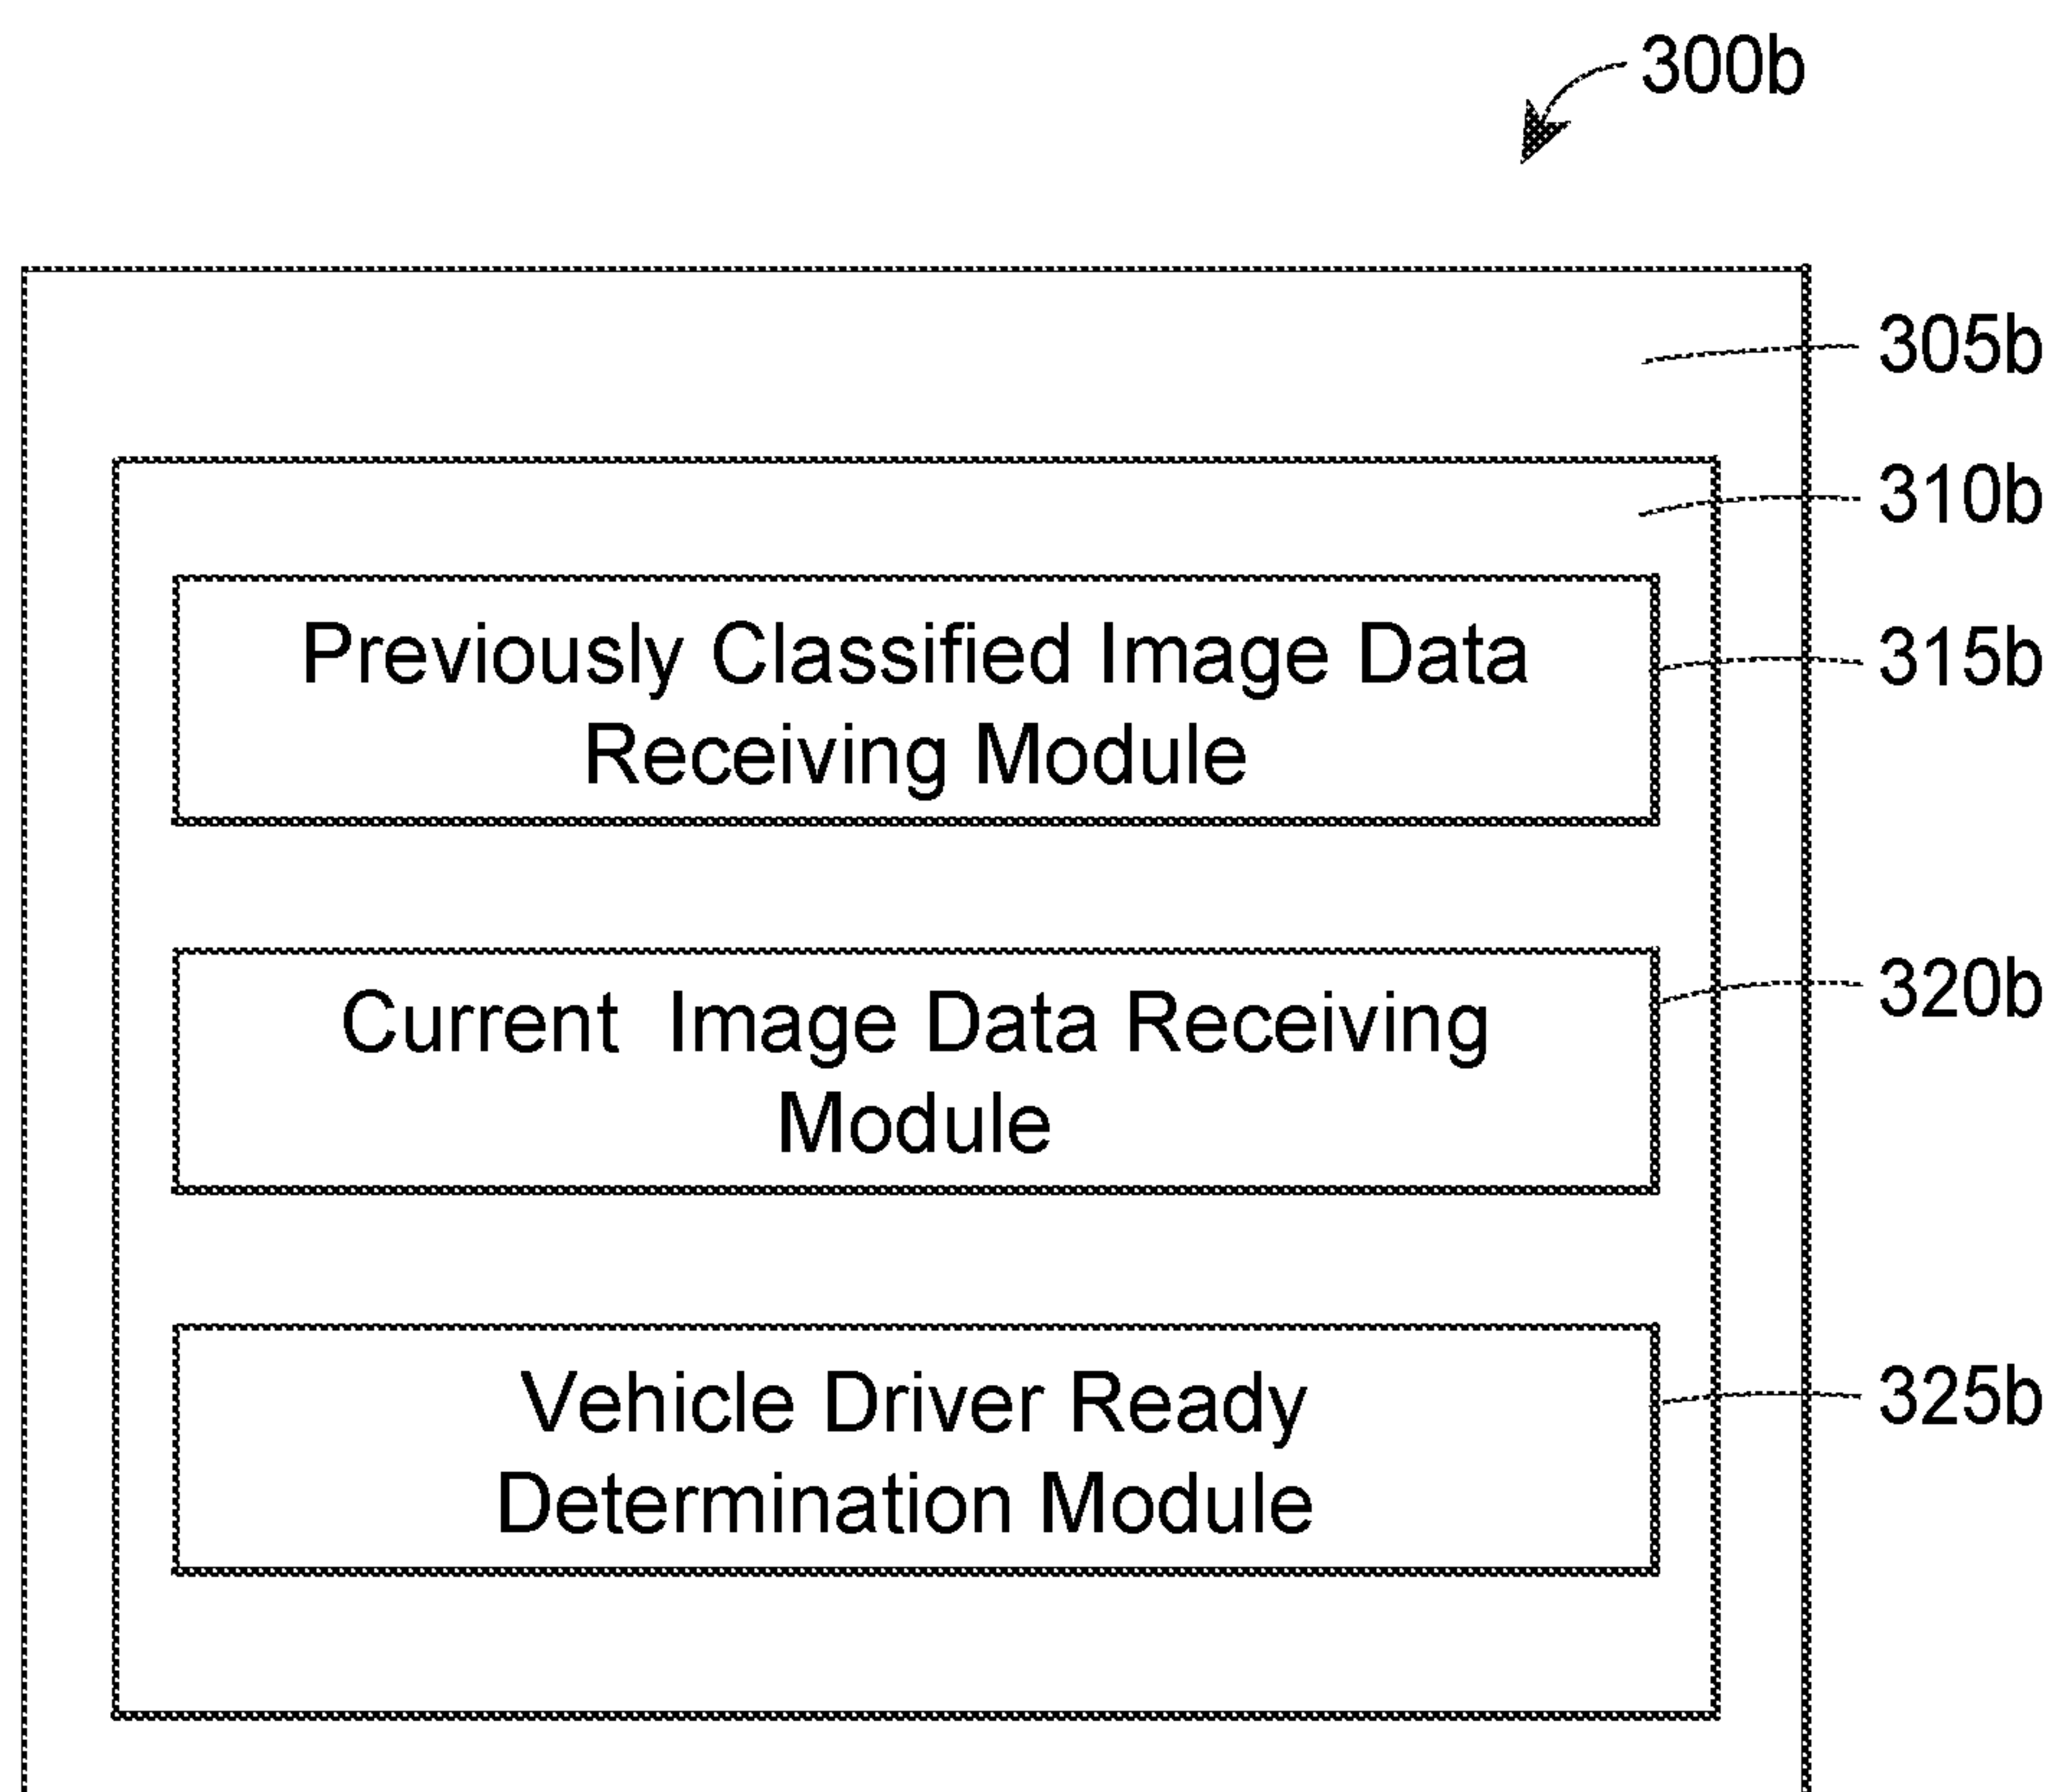 300b
305b
310b
Previously Classified Image Data
Receiving Module
315b
Current Image Data Receiving
Module
320b
Vehicle Driver Ready
Determination Module
325b